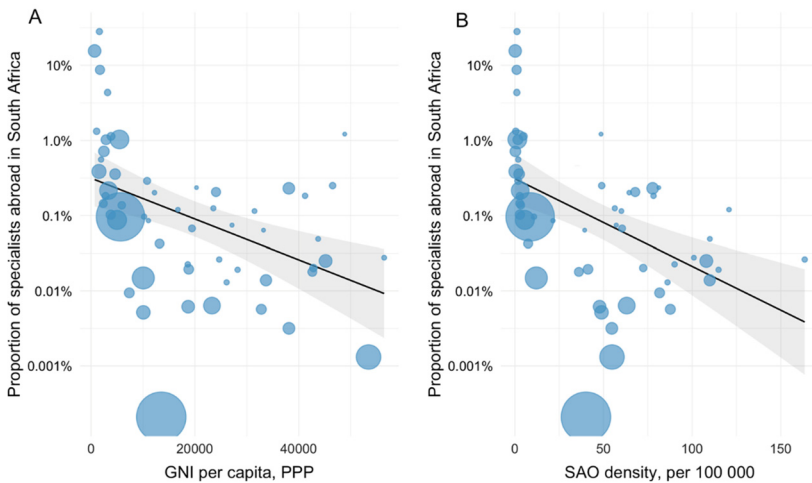 A
Proportion of specialists abroad in South Africa
10%
1.0%
0.1%
0.01%
0.001%
0
20000
40000
GNI per capita, PPP
B
Proportion of specialists abroad in South Africa
10%
1.0%
0.1%
0.01%
0.001%
0
50
100
150
SAO density, per 100 000